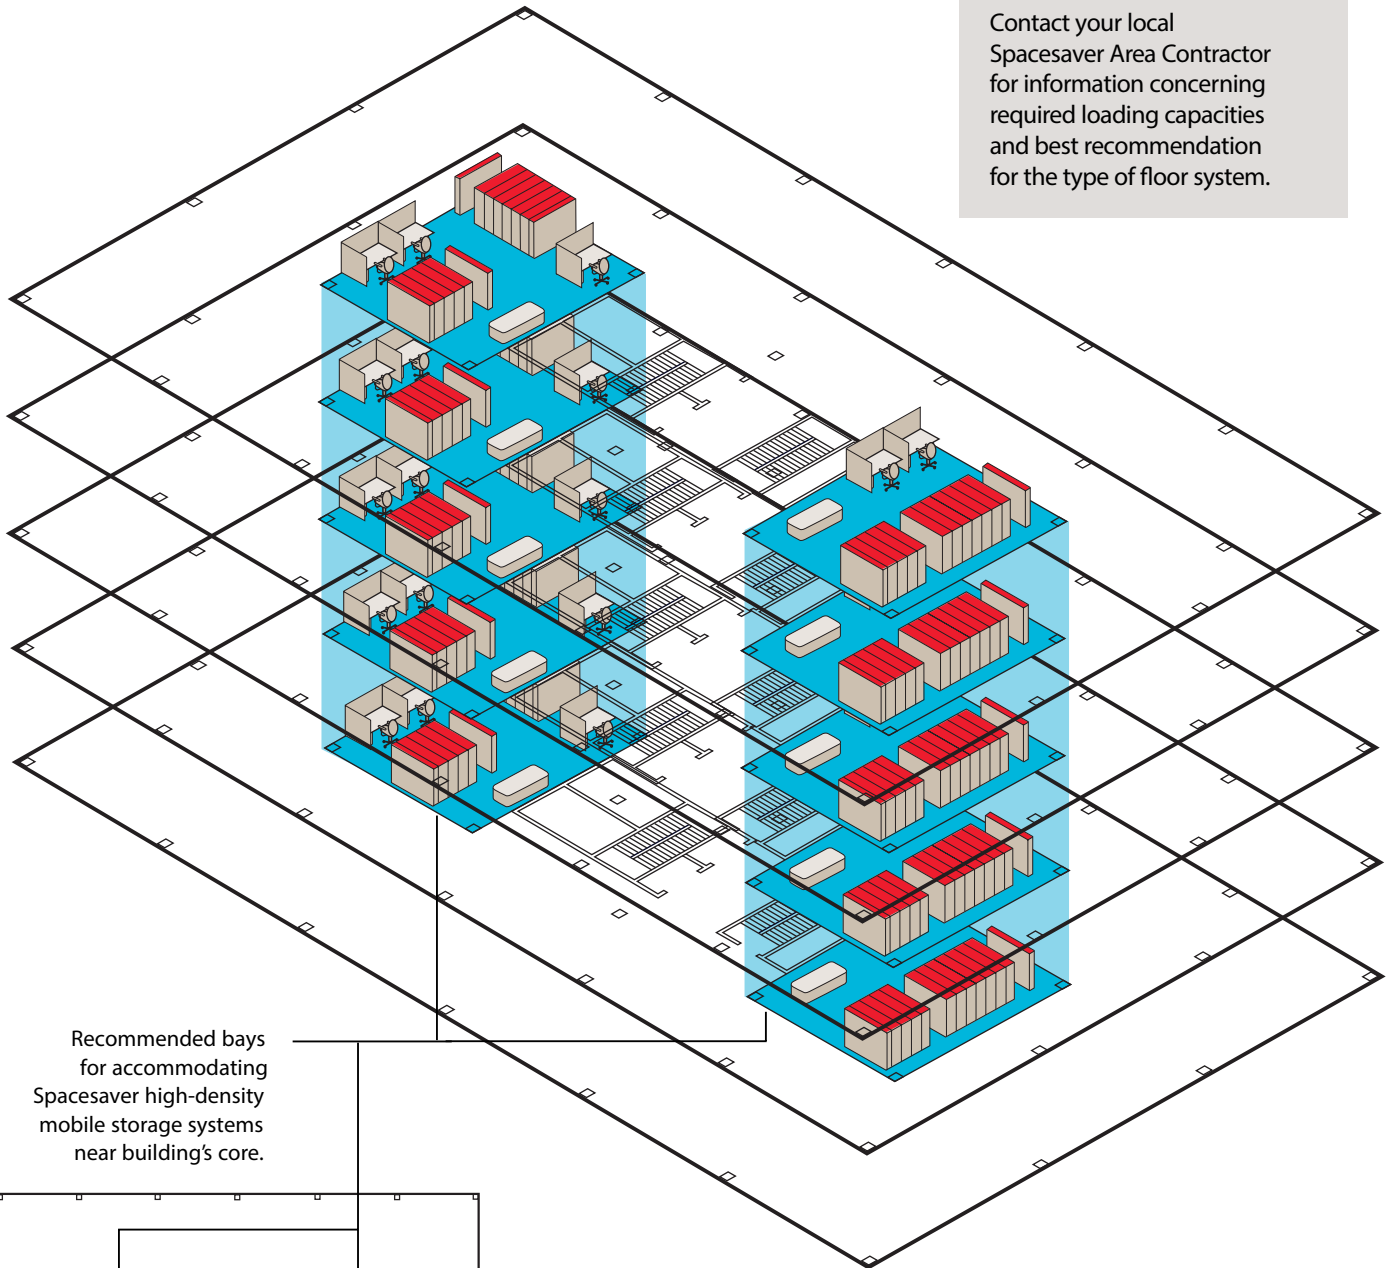 Contact your local
Spacesaver Area Contractor
for information concerning
required loading capacities
and best recommendation
for the type of floor system.
Recommended bays
for accommodating
Spacesaver high-density
mobile storage systems
near building’s core.